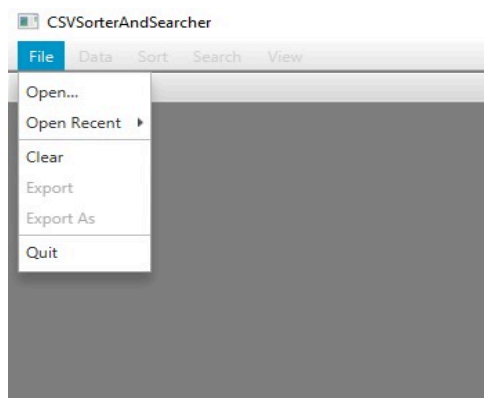 CSVSorterAndSearcher
File Data Sort Search View
Open...
Open Recent
Clear
Export
Export As
Quit